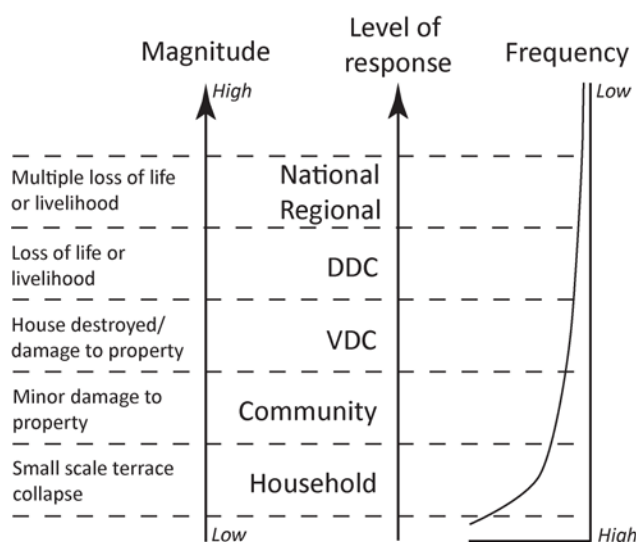 Magnitude
Level of
response
Frequency
High
Low
Multiple loss of life
or livelihood
National
Regional
Loss of life or
livelihood
DDC
House destroyed/
damage to property
VDC
Minor damage to
property
Community
Small scale terrace
collapse
Household
Low
High